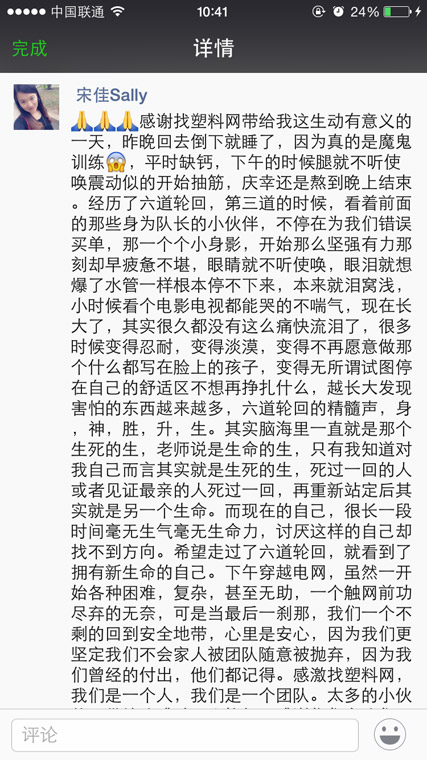 中国联通 10:41 24%
完成 详情
宋佳Sally
🙏🙏🙏感谢找塑料网带给我这生动有意义的
一天，昨晚回去倒下就睡了，因为真的是魔鬼
训练😱，平时缺钙，下午的时候腿就不听使
唤震动似的开始抽筋，庆幸还是熬到晚上结束
。经历了六道轮回，第三道的时候，看着前面
的那些身为队长的小伙伴，不停在为我们错误
买单，那一个个小身影，开始那么坚强有力那
刻却早疲惫不堪，眼睛就不听使唤，眼泪就想
爆了水管一样根本停不下来，本来就泪窝浅，
小时候看个电影电视都能哭的不喘气，现在长
大了，其实很久都没有这么痛快流泪了，很多
时候变得忍耐，变得淡漠，变得不再愿意做那
个什么都写在脸上的孩子，变得无所谓试图停
在自己的舒适区不想再挣扎什么，越长大发现
害怕的东西越来越多，六道轮回的精髓声，身
，神，胜，升，生。其实脑海里一直就是那个
生死的生，老师说是生命的生，只有我知道对
我自己而言其实就是生死的生，死过一回的人
或者见证最亲的人死过一回，再重新站定后其
实就是另一个生命。而现在的自己，很长一段
时间毫无生气毫无生命力，讨厌这样的自己却
找不到方向。希望走过了六道轮回，就看到了
拥有新生命的自己。下午穿越电网，虽然一开
始各种困难，复杂，甚至无助，一个触网前功
尽弃的无奈，可是当最后一刹那，我们一个不
剩的回到安全地带，心里是安心，因为我们更
坚定我们不会家人被团队随意被抛弃，因为我
们曾经的付出，他们都记得。感激找塑料网，
我们是一个人，我们是一个团队。太多的小伙
评论